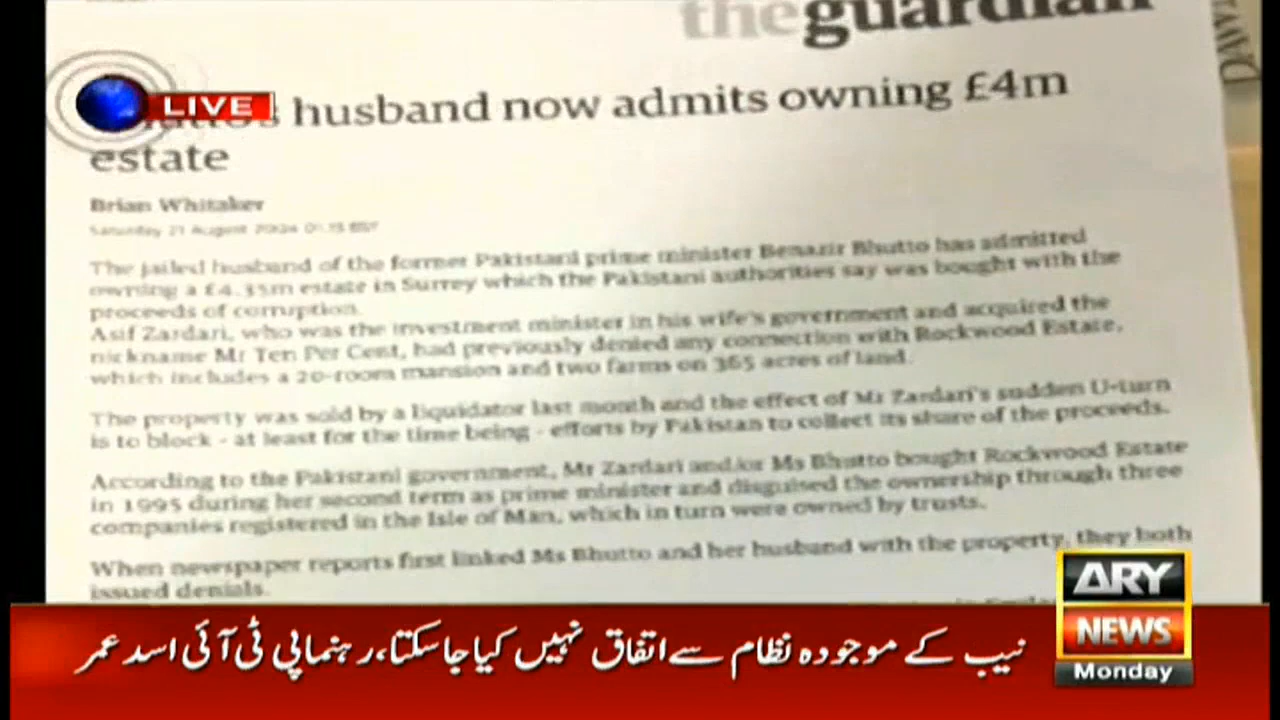 theguardian
LIVE
husband now admits owning £4m
estate
Brian Whitaker
Saturday 21 August 2004 01.13 BST
The jailed husband of the former Pakistani prime minister Benazir Bhutto has admitted
owning a £4.35m estate in Surrey which the Pakistani authorities say was bought with the
proceeds of corruption.
Asif Zardari, who was the investment minister in his wife's government and acquired the
nickname Mr Ten Per Cent, had previously denied any connection with Rockwood Estate,
which includes a 20-room mansion and two farms on 365 acres of land.
The property was sold by a liquidator last month and the effect of Mr Zardari's sudden U-turn
is to block - at least for the time being - efforts by Pakistan to collect its share of the proceeds.
According to the Pakistani government, Mr Zardari and/or Ms Bhutto bought Rockwood Estate
in 1995 during her second term as prime minister and disguised the ownership through three
companies registered in the Isle of Man, which in turn were owned by trusts.
When newspaper reports first linked Ms Bhutto and her husband with the property, they both
issued denials.
نیب کے موجودہ نظام سے اتفاق نہیں کیا جاسکتا، رہنما پی ٹی آئی اسد عمر
ARY
NEWS
Monday